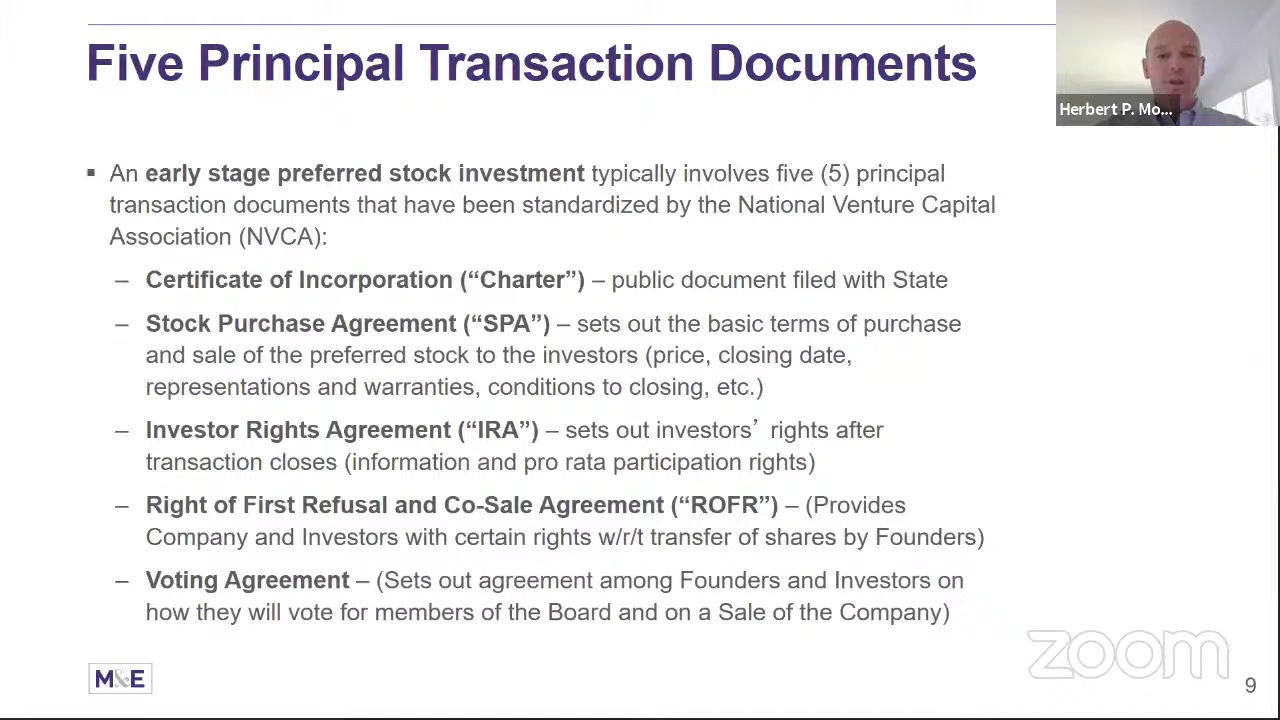 Five Principal Transaction Documents
Herbert P. Mo...
▪ An early stage preferred stock investment typically involves five (5) principal
transaction documents that have been standardized by the National Venture Capital
Association (NVCA):
– Certificate of Incorporation (“Charter”) – public document filed with State
– Stock Purchase Agreement (“SPA”) – sets out the basic terms of purchase
and sale of the preferred stock to the investors (price, closing date,
representations and warranties, conditions to closing, etc.)
– Investor Rights Agreement (“IRA”) – sets out investors’ rights after
transaction closes (information and pro rata participation rights)
– Right of First Refusal and Co-Sale Agreement (“ROFR”) – (Provides
Company and Investors with certain rights w/r/t transfer of shares by Founders)
– Voting Agreement – (Sets out agreement among Founders and Investors on
how they will vote for members of the Board and on a Sale of the Company)
zoom
M&E
9